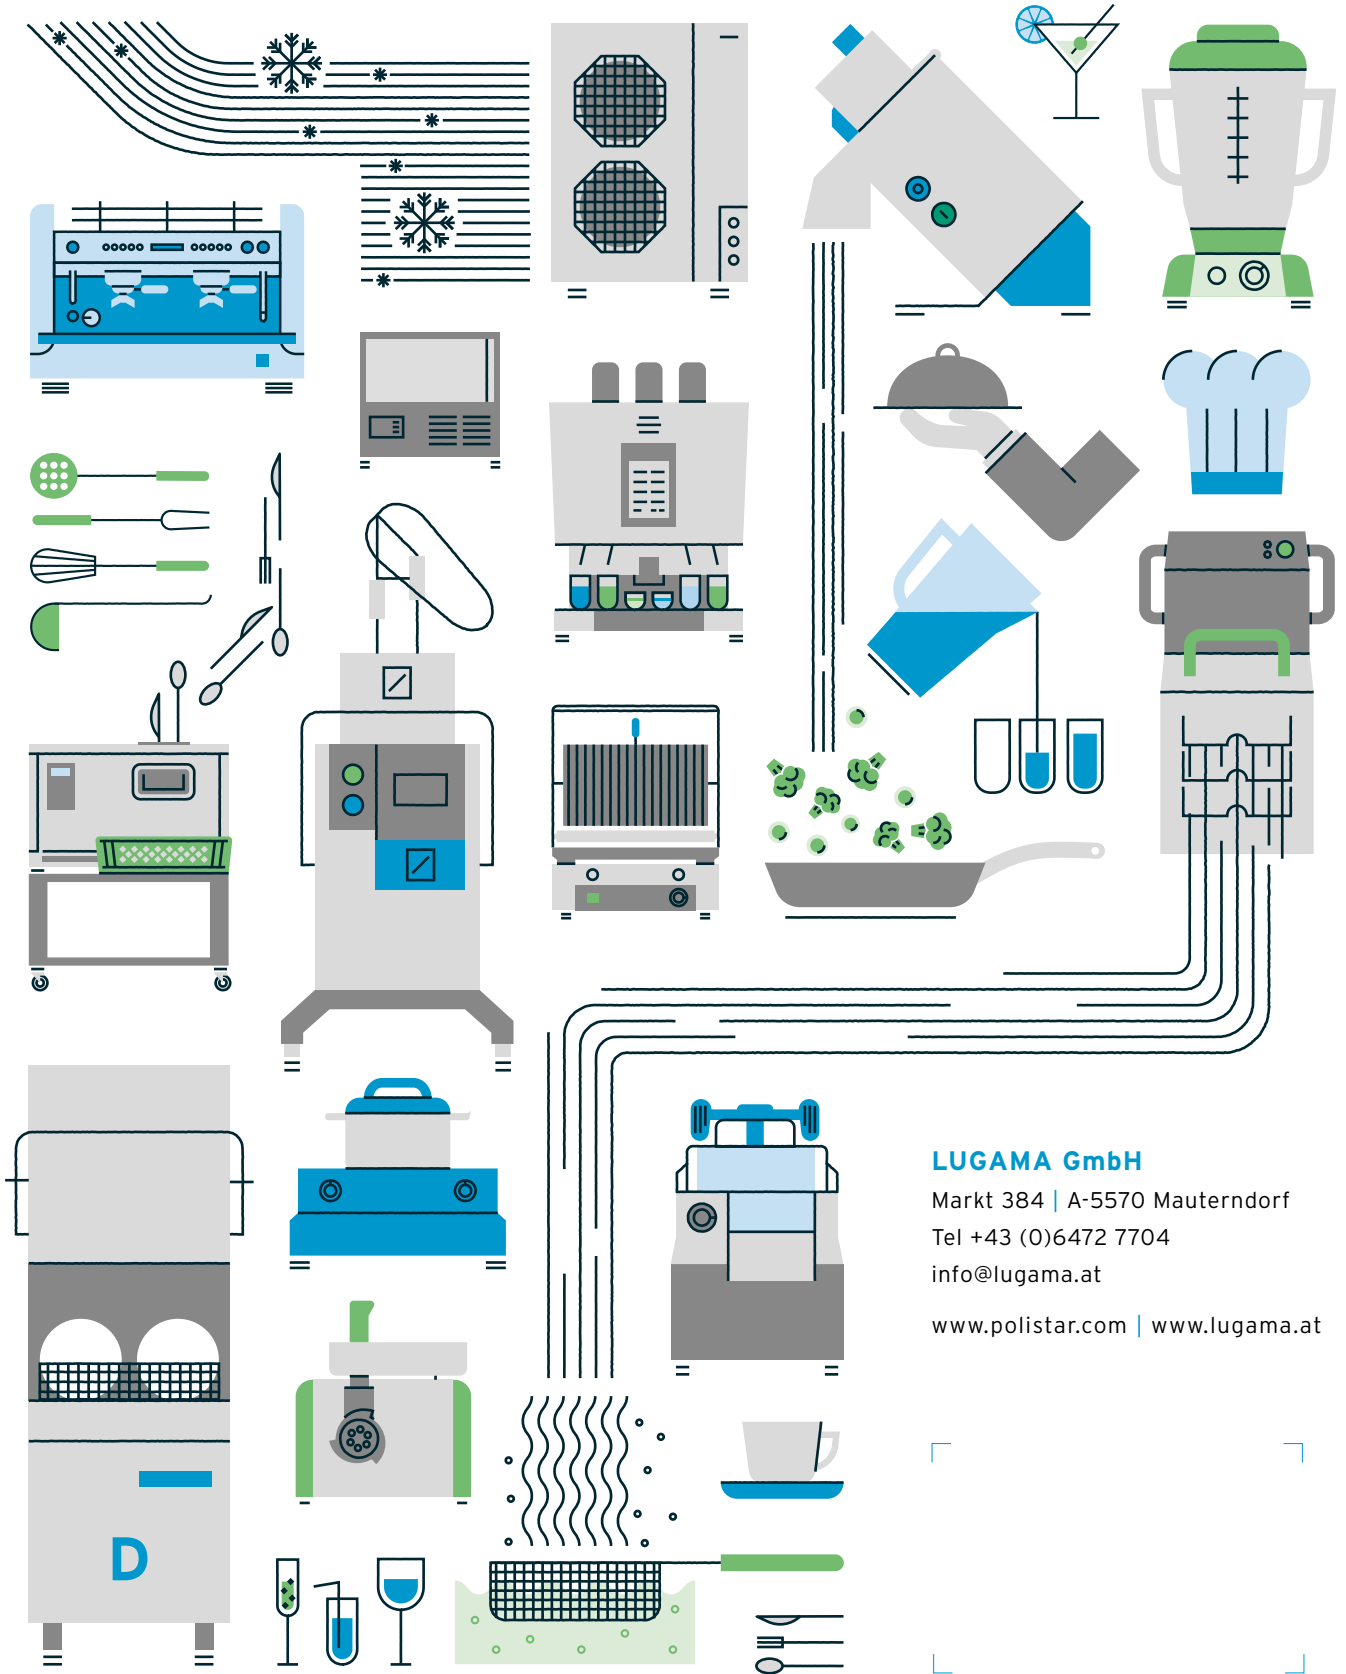 LUGAMA GmbH
Markt 384 | A-5570 Mauterndorf
Tel +43 (0)6472 7704
info@lugama.at
www.polistar.com | www.lugama.at
D